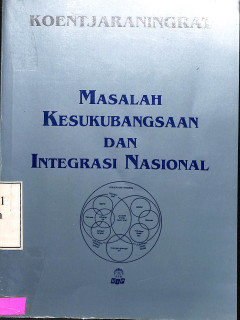 KOENTJARANINGRAT
MASALAH
KESUKUBANGSAAN
DAN
INTEGRASI NASIONAL